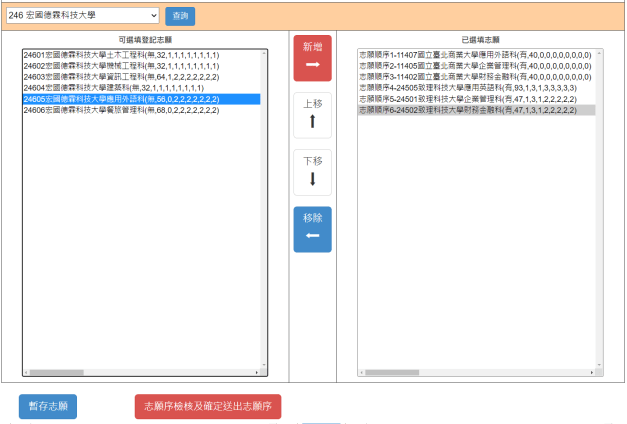 246 宏國德霖科技大學
查詢
可選填登記志願
24601宏國德霖科技大學土木工程科(無,32,1,1,1,1,1,1,1,1)
24602宏國德霖科技大學機械工程科(無,32,1,1,1,1,1,1,1)
24603宏國德霖科技大學資訊工程科(無,64,1,2,2,2,2,2,2)
24604宏國德霖科技大學建築科(無,32,1,1,1,1,1,1,1)
24605宏國德霖科技大學應用外語科(無,56,0,2,2,2,2,2,2)
24606宏國德霖科技大學餐旅管理科(無,68,0,2,2,2,2,2,2)
新增
上移
下移
移除
已選填志願
志願順序1-11407國立臺北商業大學應用外語科(有,40,0,0,0,0,0,0,0)
志願順序2-11405國立臺北商業大學企業管理科(有,40,0,0,0,0,0,0,0)
志願順序3-11402國立臺北商業大學財務金融科(有,40,0,0,0,0,0,0,0)
志願順序4-24505致理科技大學應用英語科(有,93,1,3,1,3,3,3,3)
志願順序5-24501致理科技大學企業管理科(有,47,1,3,1,2,2,2,2)
志願順序6-24502致理科技大學財務金融科(有,47,1,3,1,2,2,2,2)
暫存志願
志願序檢核及確定送出志願序